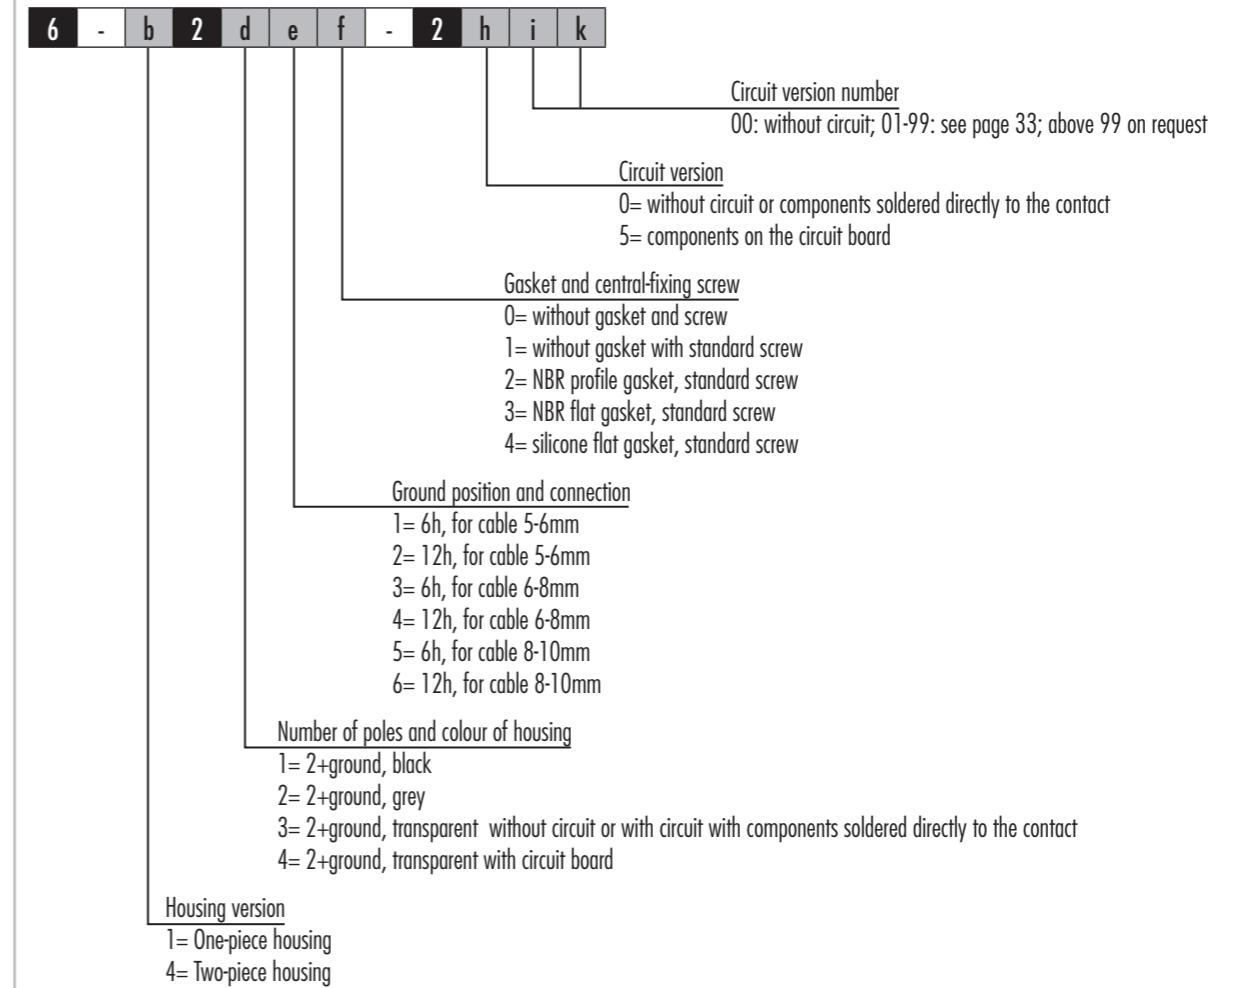 6 - b 2 d e f - 2 h i k
Circuit version number
00: without circuit; 01-99: see page 33; above 99 on request
Circuit version
0= without circuit or components soldered directly to the contact
5= components on the circuit board
Gasket and central-fixing screw
0= without gasket and screw
1= without gasket with standard screw
2= NBR profile gasket, standard screw
3= NBR flat gasket, standard screw
4= silicone flat gasket, standard screw
Ground position and connection
1= 6h, for cable 5-6mm
2= 12h, for cable 5-6mm
3= 6h, for cable 6-8mm
4= 12h, for cable 6-8mm
5= 6h, for cable 8-10mm
6= 12h, for cable 8-10mm
Number of poles and colour of housing
1= 2+ground, black
2= 2+ground, grey
3= 2+ground, transparent without circuit or with circuit with components soldered directly to the contact
4= 2+ground, transparent with circuit board
Housing version
1= One-piece housing
4= Two-piece housing